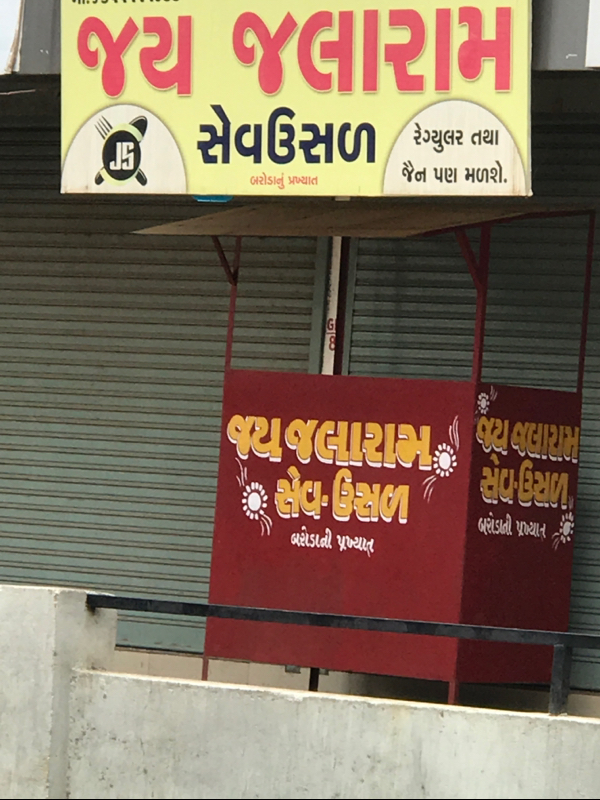 જય જલારામ
સેવઉસળ
બરોડાનું પ્રખ્યાત
JS
રેગ્યુલર તથા
જૈન પણ મળશે.
જય જલારામ
સેવ-ઉસળ
બરોડાની પ્રખ્યાત
જય જલારામ
સેવ-ઉસળ
બરોડાની પ્રખ્યાત